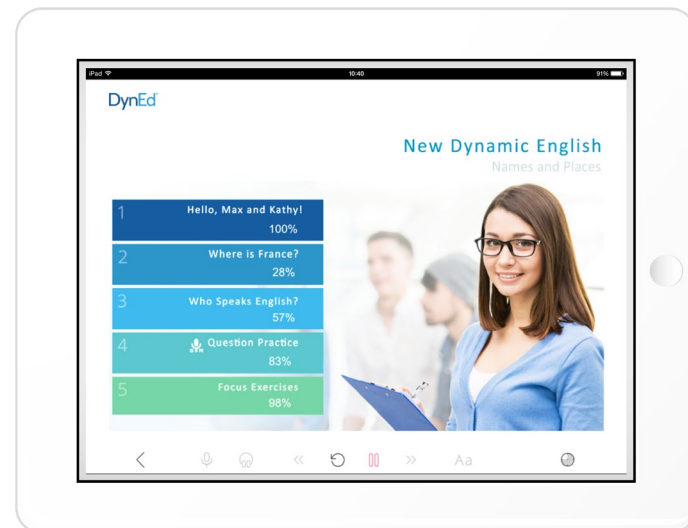 iPad 10:40 91%
DynEd
New Dynamic English
Names and Places
1 Hello, Max and Kathy!
100%
2 Where is France?
28%
3 Who Speaks English?
57%
4 Question Practice
83%
5 Focus Exercises
98%
Aa